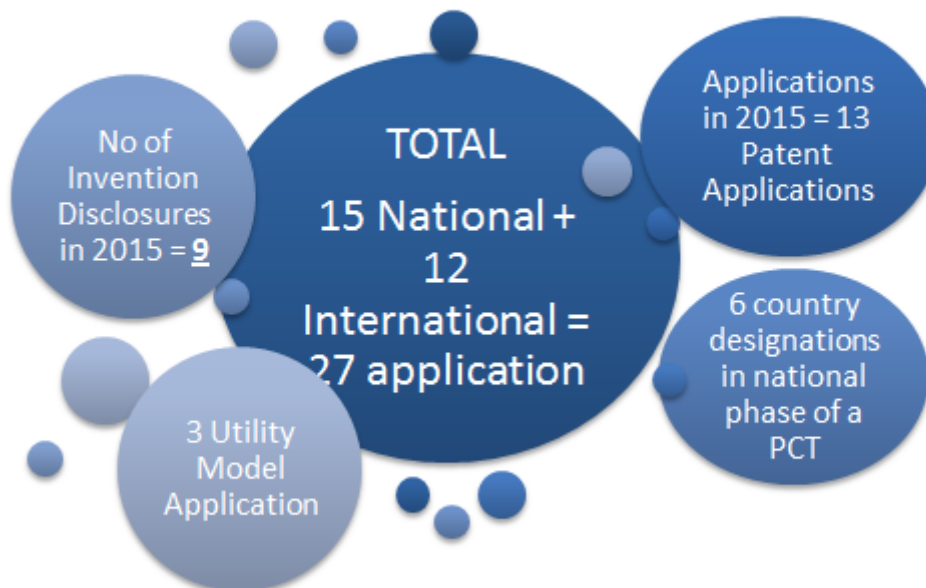 No of
Invention
Disclosures
in 2015 = 9
TOTAL
15 National +
12
International =
27 application
Applications
in 2015 = 13
Patent
Applications
6 country
designations
in national
phase of a
PCT
3 Utility
Model
Application